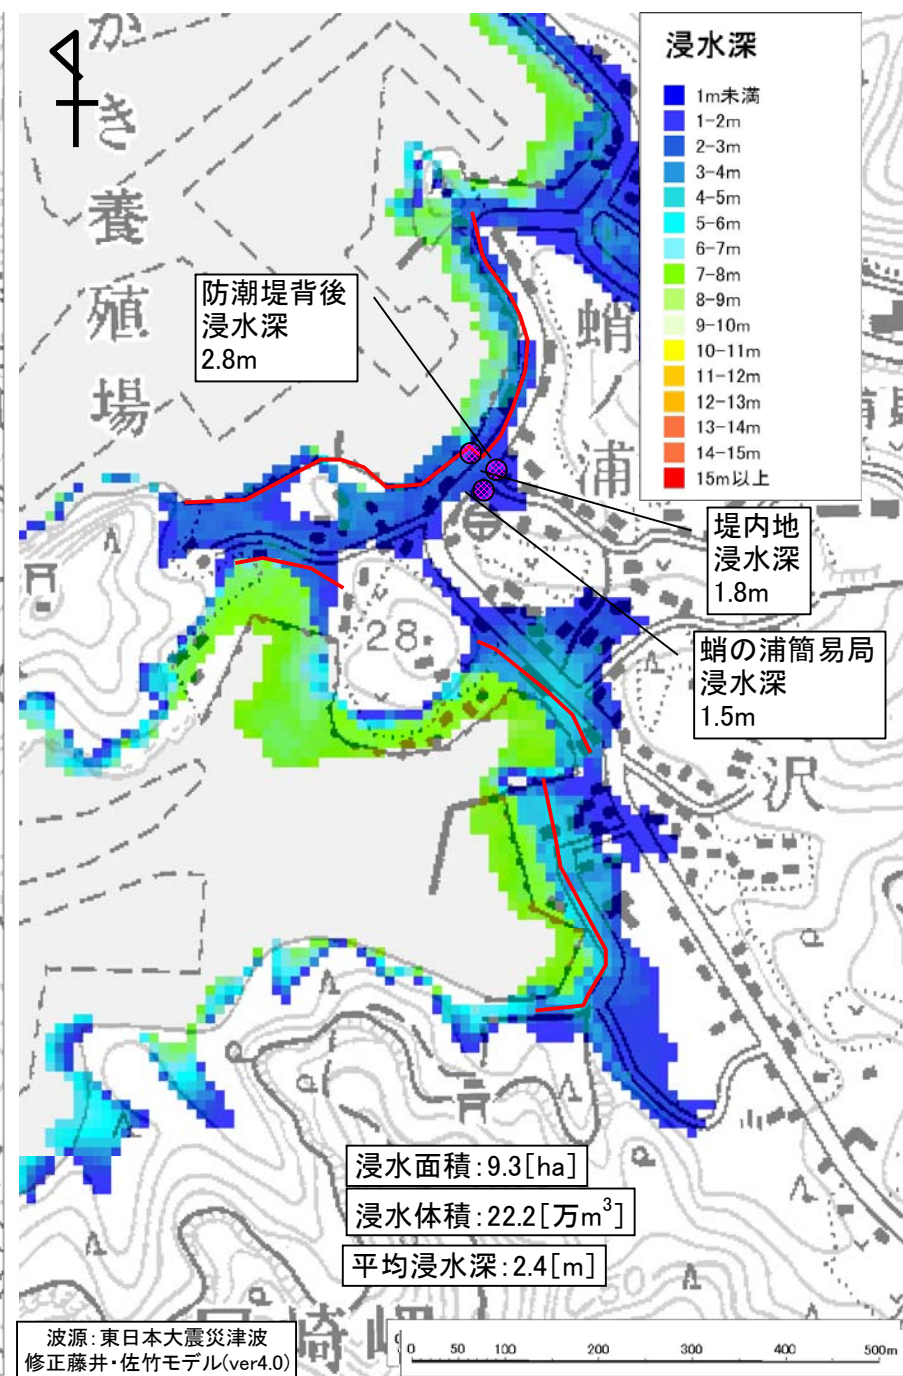 かき養殖場
浸水深
1m未満
1-2m
2-3m
3-4m
4-5m
5-6m
6-7m
7-8m
8-9m
9-10m
10-11m
11-12m
12-13m
13-14m
14-15m
15m以上
防潮堤背後
浸水深
2.8m
蛸ノ浦
堤内地
浸水深
1.8m
蛸の浦簡易局
浸水深
1.5m
28
沢
浸水面積:9.3[ha]
浸水体積:22.2[万m³]
平均浸水深:2.4[m]
崎岬
波源:東日本大震災津波
修正藤井・佐竹モデル(ver4.0)
0 50 100 200 300 400 500m